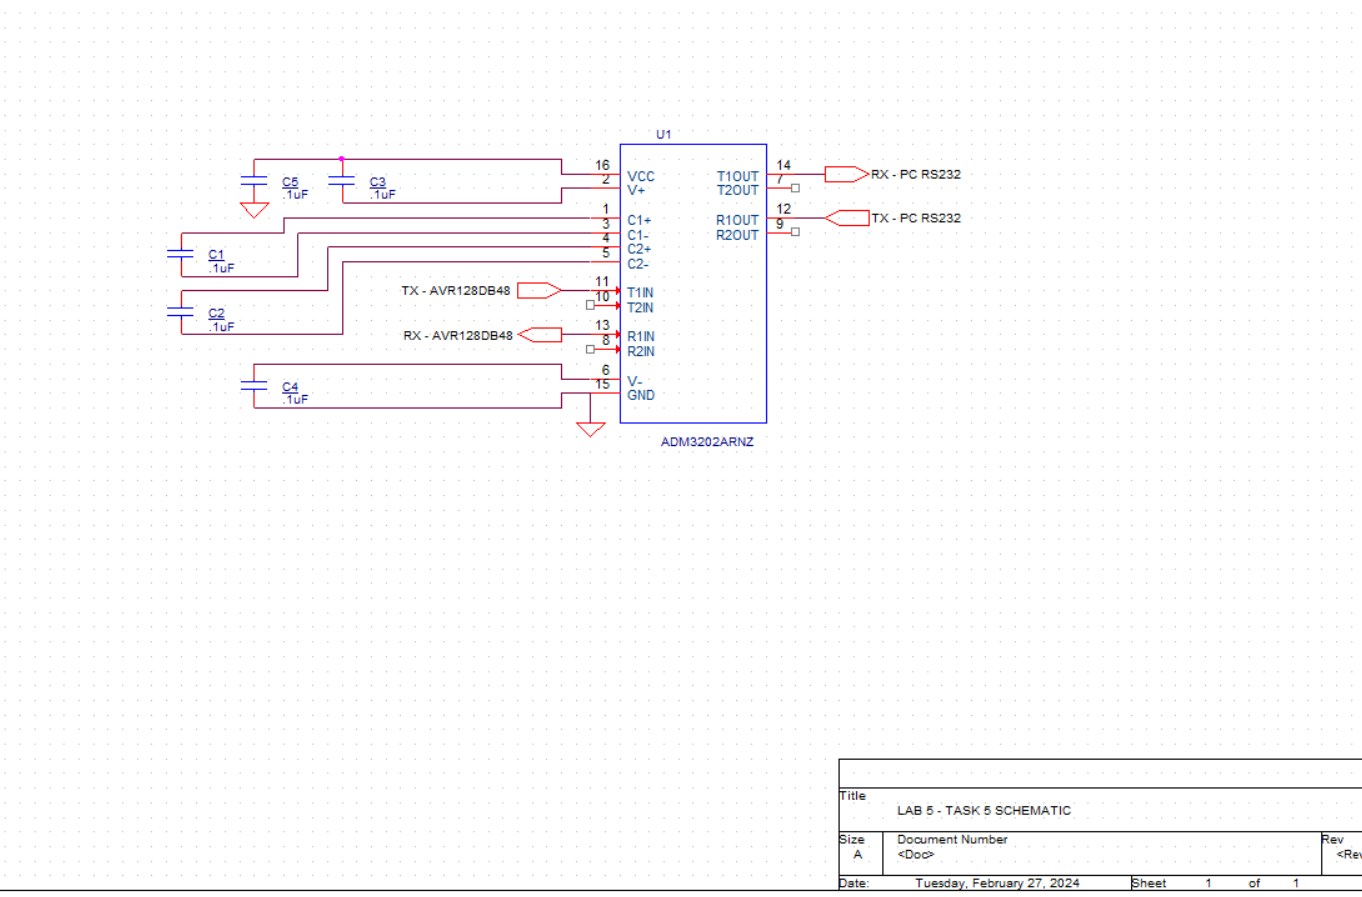 U1
16
VCC
2
V+
14
T1OUT
RX - PC RS232
7
T2OUT
C5
.1uF
C3
.1uF
1
C1+
3
C1-
4
C2+
5
C2-
12
R1OUT
TX - PC RS232
9
R2OUT
C1
.1uF
C2
.1uF
TX - AVR128DB48
11
T1IN
10
T2IN
RX - AVR128DB48
13
R1IN
8
R2IN
C4
.1uF
6
V-
15
GND
ADM3202ARNZ
Title
LAB 5 - TASK 5 SCHEMATIC
Size
A
Document Number
<Doc>
Rev
<Rev
Date: Tuesday, February 27, 2024 Sheet 1 of 1